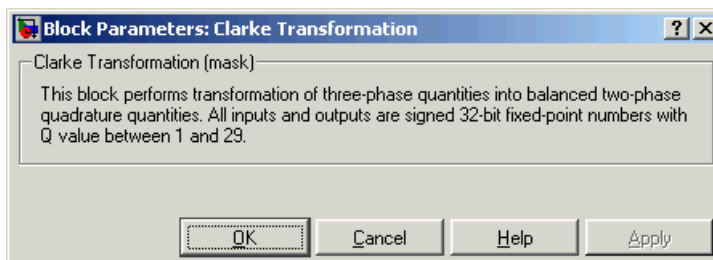 Block Parameters: Clarke Transformation
Clarke Transformation (mask)
This block performs transformation of three-phase quantities into balanced two-phase
quadrature quantities. All inputs and outputs are signed 32-bit fixed-point numbers with
Q value between 1 and 29.
OK Cancel Help Apply